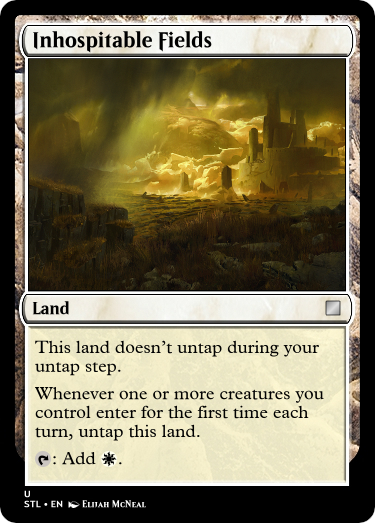 Inhospitable Fields
Land
This land doesn't untap during your
untap step.
Whenever one or more creatures you
control enter for the first time each
turn, untap this land.
: Add .
U
STL • EN Elijah McNeal